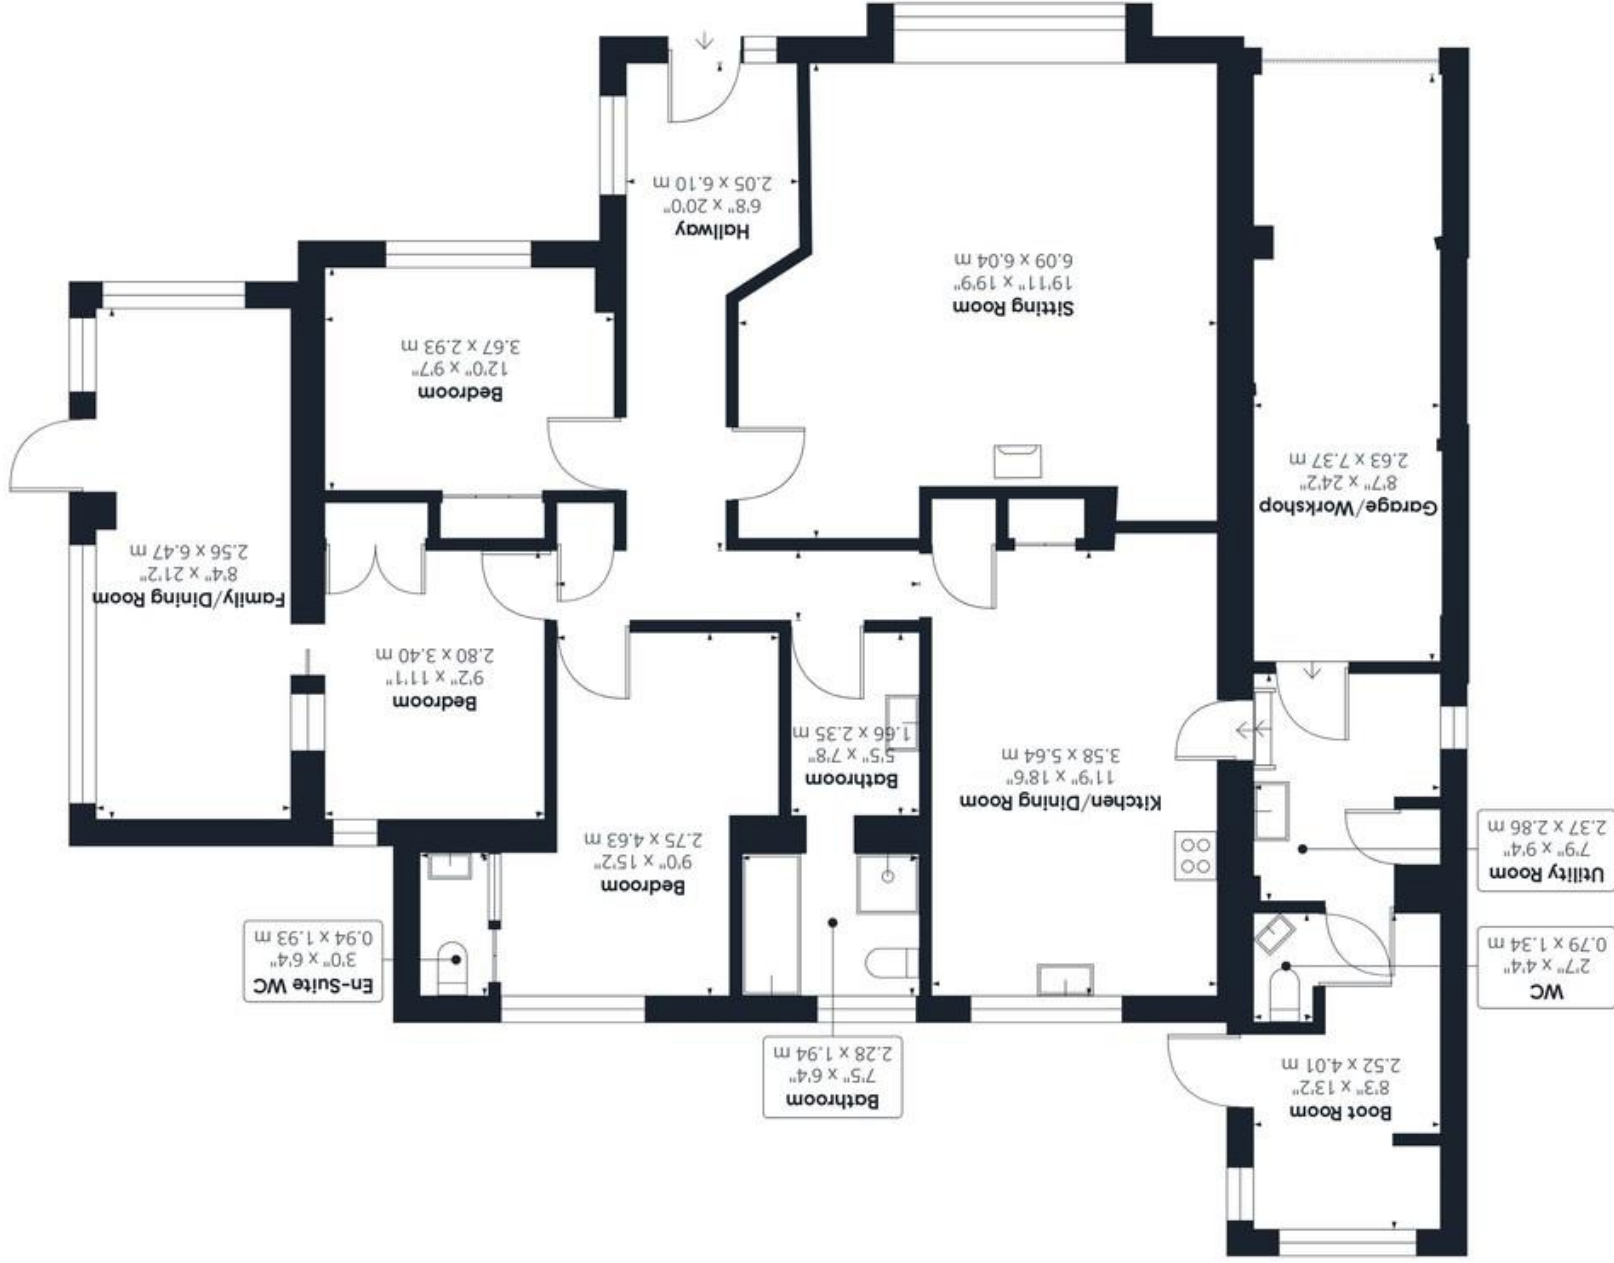 Boot Room
8'3" x 13'2"
2.52 x 4.01 m
Bathroom
7'5" x 6'4"
2.28 x 1.94 m
WC
2'7" x 4'4"
0.79 x 1.34 m
En-Suite WC
3'0" x 6'4"
0.94 x 1.93 m
Utility Room
7'9" x 9'4"
2.37 x 2.86 m
Bedroom
9'0" x 15'2"
2.75 x 4.63 m
Kitchen/Dining Room
11'9" x 18'6"
3.58 x 5.64 m
Bathroom
5'5" x 7'8"
1.66 x 2.35 m
Bedroom
9'2" x 11'1"
2.80 x 3.40 m
Family/Dining Room
8'4" x 21'2"
2.56 x 6.47 m
Garage/Workshop
8'7" x 24'2"
2.63 x 7.37 m
Bedroom
12'0" x 9'7"
3.67 x 2.93 m
Sitting Room
19'11" x 19'9"
6.09 x 6.04 m
Hallway
6'8" x 20'0"
2.05 x 6.10 m